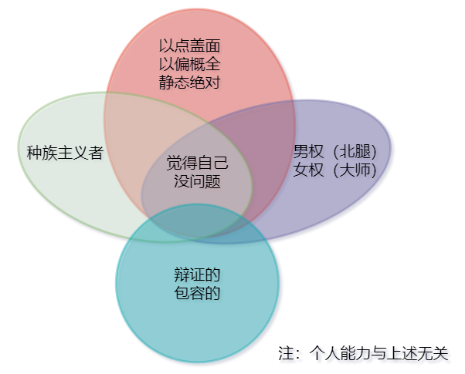 以点盖面
以偏概全
静态绝对
种族主义者
觉得自己
没问题
男权（北腿）
女权（大师）
辩证的
包容的
注：个人能力与上述无关